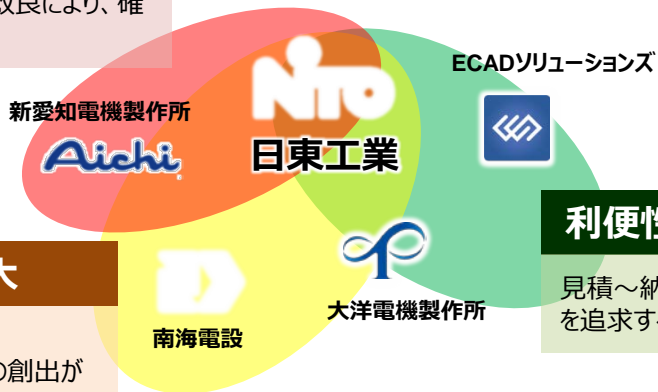 改良により、確
ECADソリューションズ
新愛知電機製作所
NITO
Aichi
日東工業
利便性
見積～納
を追求す
大
大洋電機製作所
南海電設
の創出が